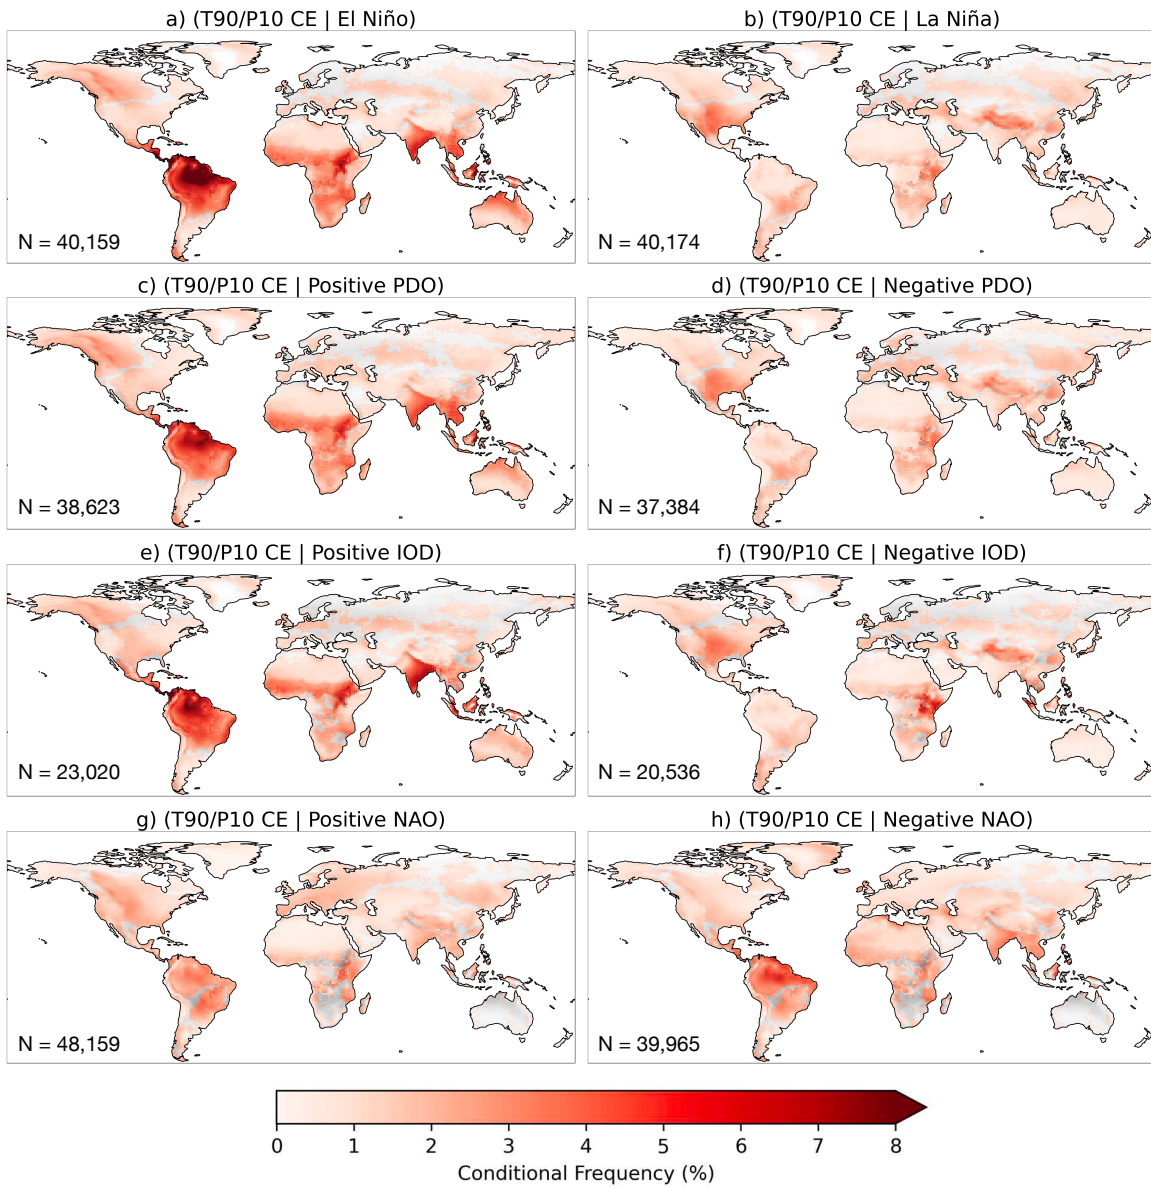 a) (T90/P10 CE | El Niño)
b) (T90/P10 CE | La Niña)
N = 40,159
N = 40,174
c) (T90/P10 CE | Positive PDO)
d) (T90/P10 CE | Negative PDO)
N = 38,623
N = 37,384
e) (T90/P10 CE | Positive IOD)
f) (T90/P10 CE | Negative IOD)
N = 23,020
N = 20,536
g) (T90/P10 CE | Positive NAO)
h) (T90/P10 CE | Negative NAO)
N = 48,159
N = 39,965
0 1 2 3 4 5 6 7 8
Conditional Frequency (%)